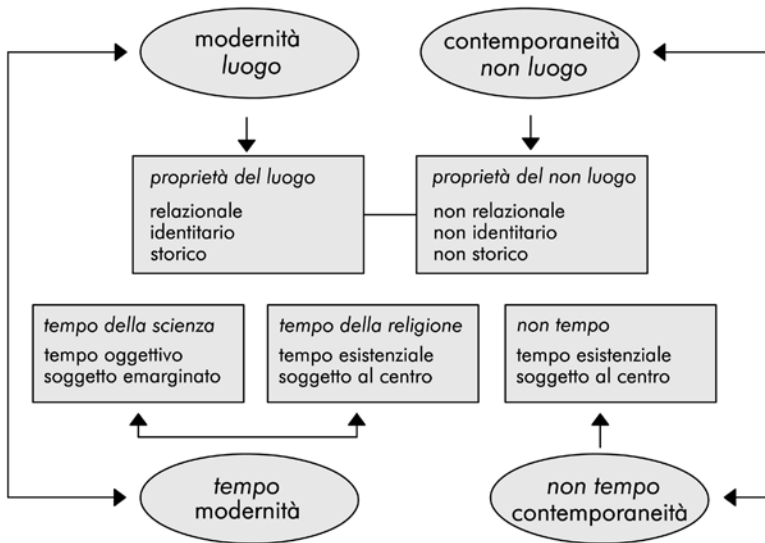 modernità
luogo
contemporaneità
non luogo
proprietà del luogo
relazionale
identitario
storico
proprietà del non luogo
non relazionale
non identitario
non storico
tempo della scienza
tempo oggettivo
soggetto emarginato
tempo della religione
tempo esistenziale
soggetto al centro
non tempo
tempo esistenziale
soggetto al centro
tempo
modernità
non tempo
contemporaneità